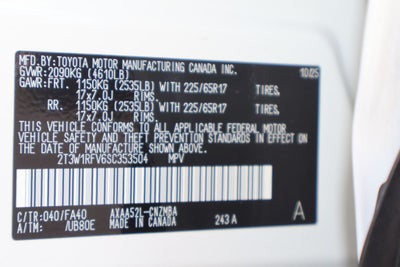 MFD. BY: TOYOTA MOTOR MANUFACTURING CANADA INC. 10/25
GVWR: 2090KG (4610LB)
GAWR: FRT. 1150KG (2535LB) WITH 225/65R17 TIRES.
17x7.0J RIMS.
RR. 1150KG (2535LB) WITH 225/65R17 TIRES.
17x7.0J RIMS.
THIS VEHICLE CONFORMS TO ALL APPLICABLE FEDERAL MOTOR
VEHICLE SAFETY AND THEFT PREVENTION STANDARDS IN EFFECT ON
THE DATE OF MANUFACTURE SHOWN ABOVE.
2T3W1RFV6SC353504 MPV
C/TR: 040/FA40 AXAA52L-CNZMBA 243 A
A/TM: /UB80E MADE IN CANADA A